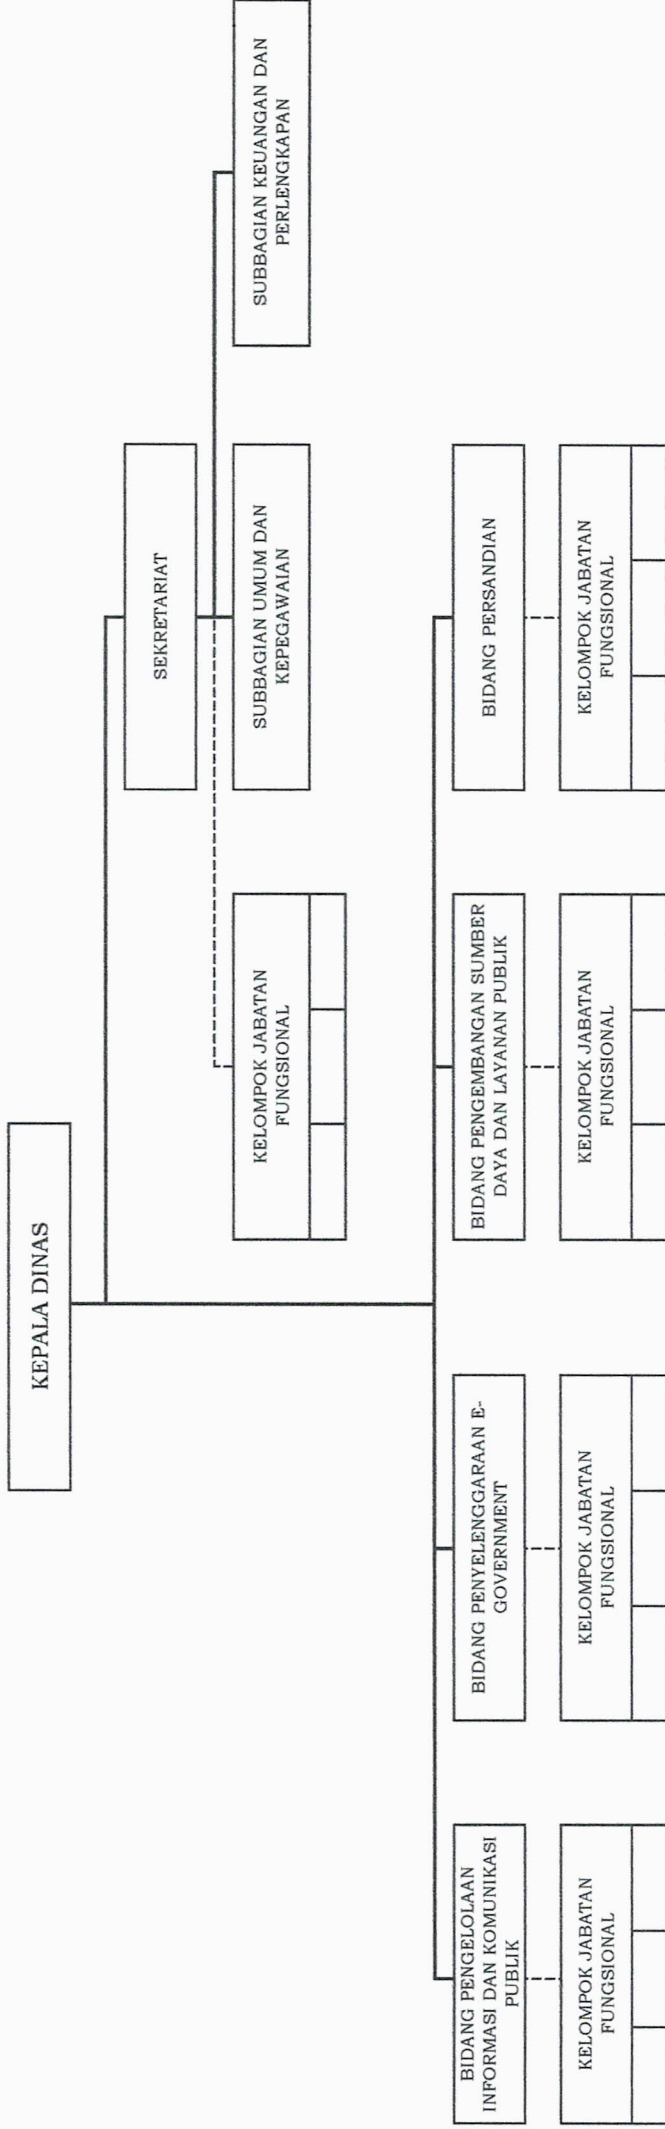 KEPALA DINAS
SEKRETARIAT
KELOMPOK JABATAN
FUNGSIONAL
SUBBAGIAN UMUM DAN
KEPEGAWAIAN
SUBBAGIAN KEUANGAN DAN
PERLENGKAPAN
BIDANG PENGELOLAAN
INFORMASI DAN KOMUNIKASI
PUBLIK
BIDANG PENYELENGGARAAN E-
GOVERNMENT
BIDANG PENGEMBANGAN SUMBER
DAYA DAN LAYANAN PUBLIK
BIDANG PERSANDIAN
KELOMPOK JABATAN
FUNGSIONAL
KELOMPOK JABATAN
FUNGSIONAL
KELOMPOK JABATAN
FUNGSIONAL
KELOMPOK JABATAN
FUNGSIONAL